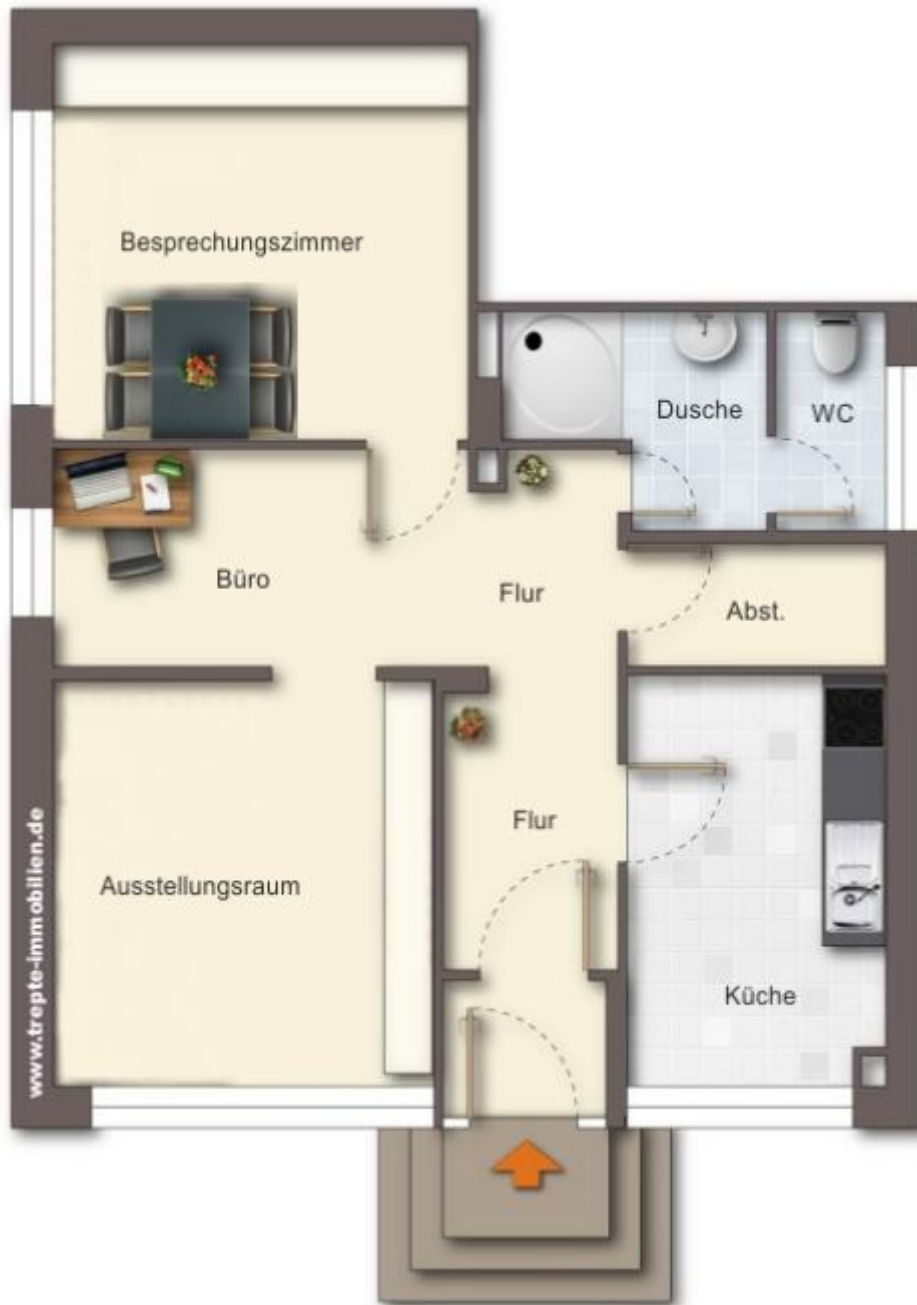 Besprechungszimmer
Dusche
WC
Büro
Flur
Abst.
Flur
Ausstellungsraum
Küche
www.trepte-immobilien.de